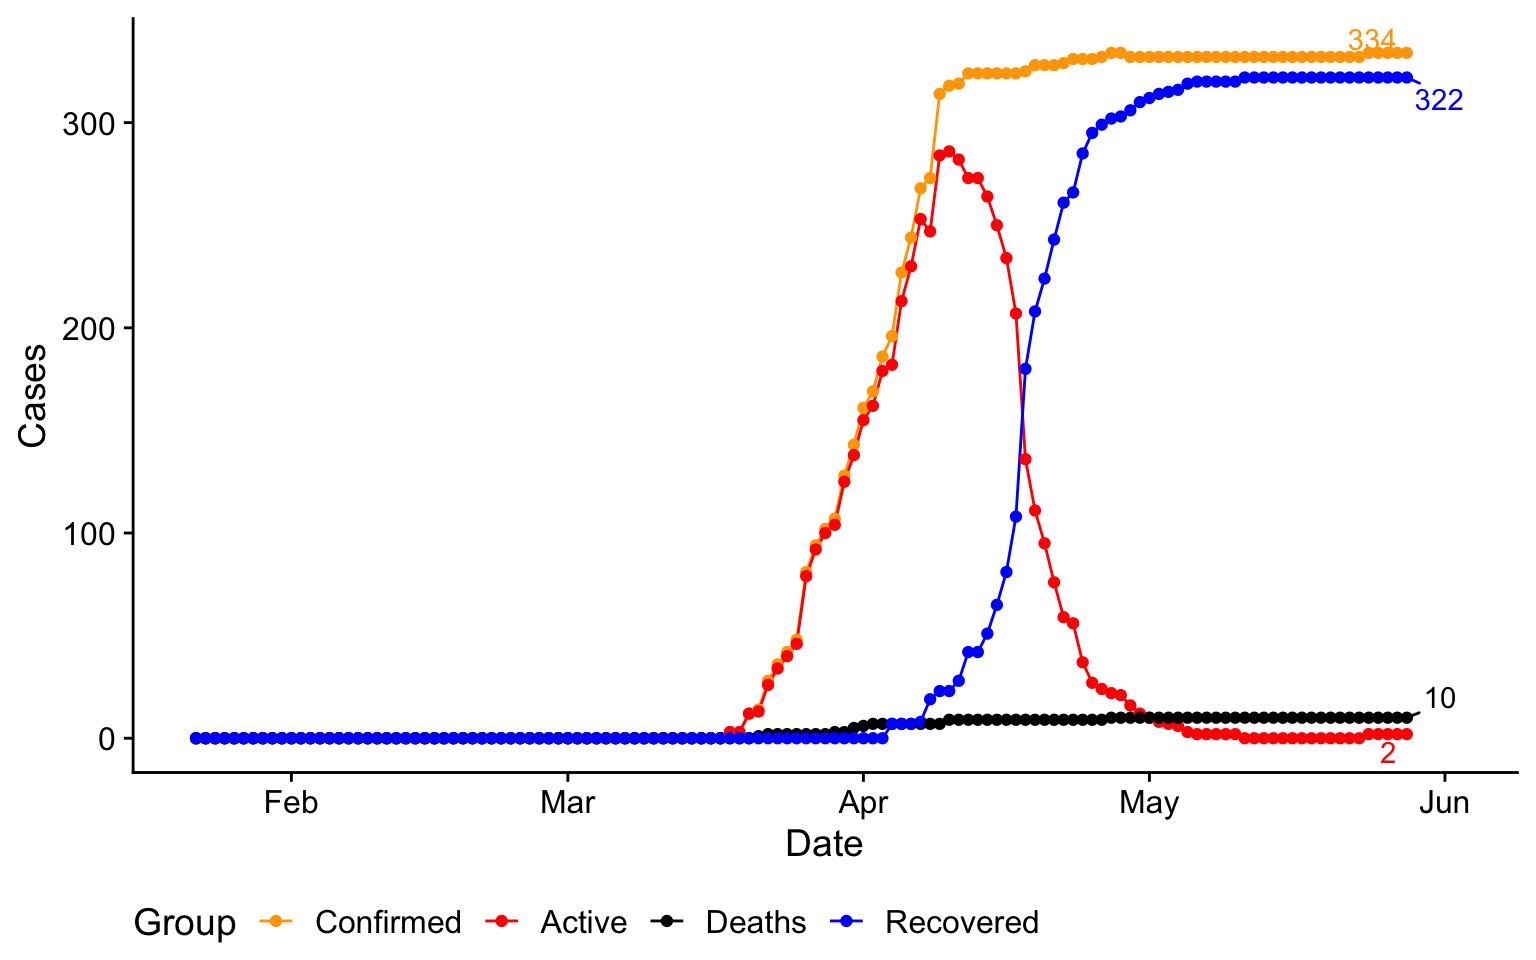 334
300
322
200
Cases
100
10
0
2
Feb Mar Apr May Jun
Date
Group Confirmed Active Deaths Recovered